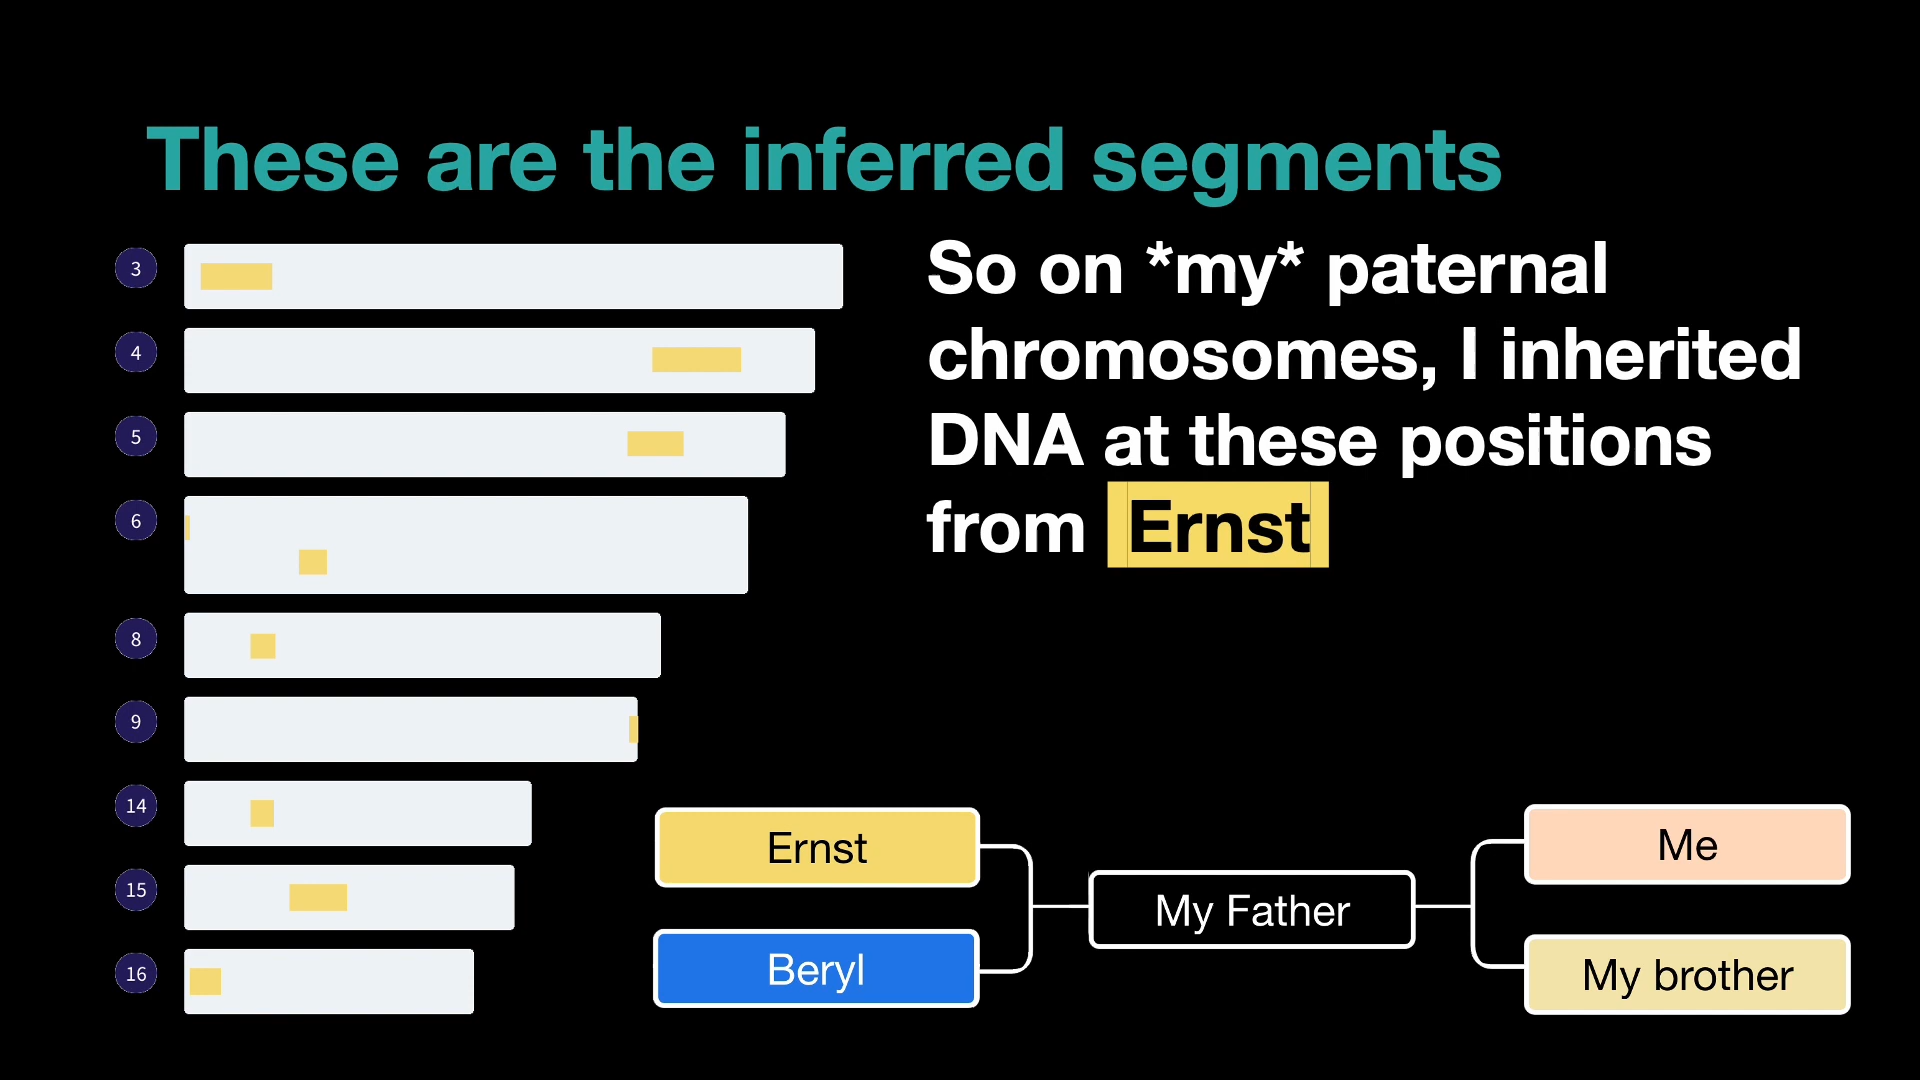 These are the inferred segments
3
4
5
6
8
9
14
15
16
So on *my* paternal
chromosomes, I inherited
DNA at these positions
from Ernst
Ernst
Beryl
My Father
Me
My brother